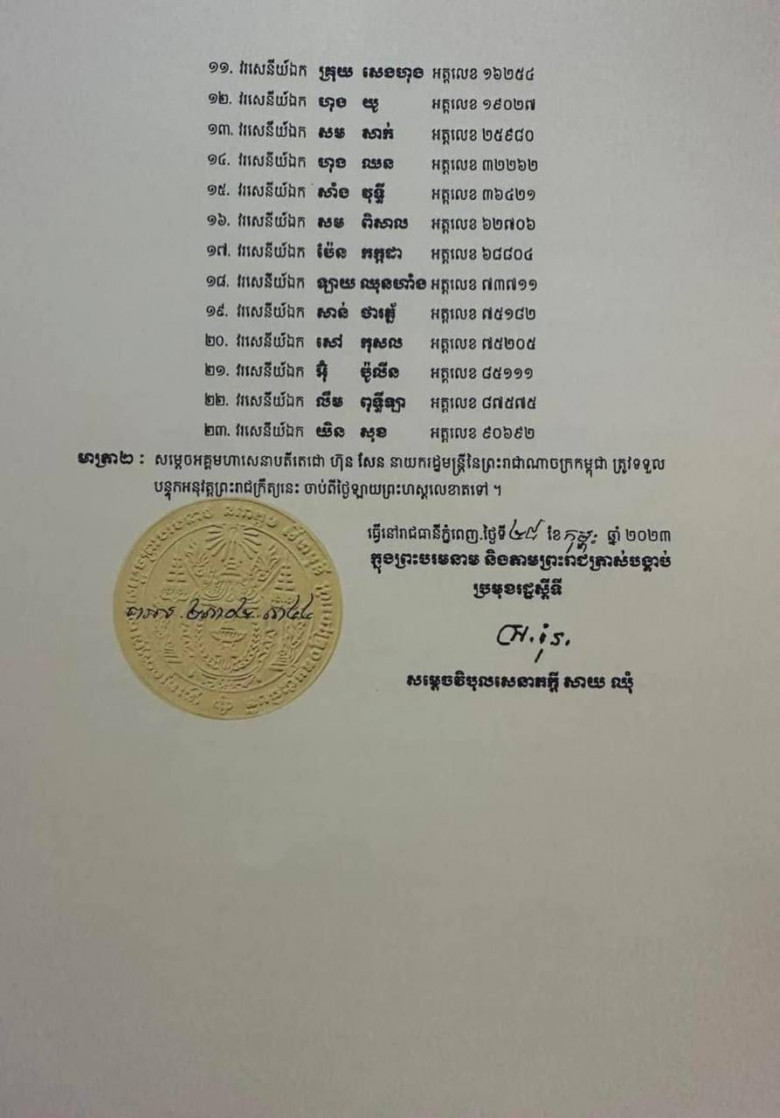 ១១. វរសេនីយ៍ឯក គ្រុយ សេងហុង អត្តលេខ ១៦២៥៤
១២. វរសេនីយ៍ឯក ហុង យូ អត្តលេខ ១៩០២៧
១៣. វរសេនីយ៍ឯក សម សាក់ អត្តលេខ ២៥៩៨០
១៤. វរសេនីយ៍ឯក ហុង ឈន អត្តលេខ ៣២២៦២
១៥. វរសេនីយ៍ឯក សាំង វុទ្ធី អត្តលេខ ៣៦៤២១
១៦. វរសេនីយ៍ឯក សម ពិសាល អត្តលេខ ៦២៧០៦
១៧. វរសេនីយ៍ឯក ប៉ែន កក្កដា អត្តលេខ ៦៨៨០៤
១៨. វរសេនីយ៍ឯក ឡាយ ឈុនហាំង អត្តលេខ ៧៣៧១១
១៩. វរសេនីយ៍ឯក សាន់ ថារត្ន័ អត្តលេខ ៧៥១៨២
២០. វរសេនីយ៍ឯក សៅ កុសល អត្តលេខ ៧៥២០៥
២១. វរសេនីយ៍ឯក អ៊ុំ ប៉ូលីន អត្តលេខ ៨៥១១១
២២. វរសេនីយ៍ឯក លឹម ពុទ្ធីឡា អត្តលេខ ៨៧៥៧៥
២៣. វរសេនីយ៍ឯក យិន សុខ អត្តលេខ ៩០៦៩២
មាត្រា២ : សម្តេចអគ្គមហាសេនាបតីតេជោ ហ៊ុន សែន នាយករដ្ឋមន្ត្រីនៃព្រះរាជាណាចក្រកម្ពុជា ត្រូវទទួល
បន្ទុកអនុវត្តព្រះរាជក្រឹត្យនេះ ចាប់ពីថ្ងៃឡាយព្រះហស្តលេខាតទៅ ។
ធ្វើនៅរាជធានីភ្នំពេញ.ថ្ងៃទី ខែ កុម្ភៈ ឆ្នាំ ២០២៣
ក្នុងព្រះបរមនាម និងតាមព្រះរាជត្រាស់បង្គាប់
ប្រមុខរដ្ឋស្តីទី
សម្តេចវិបុលសេនាភក្តី សាយ ឈុំ